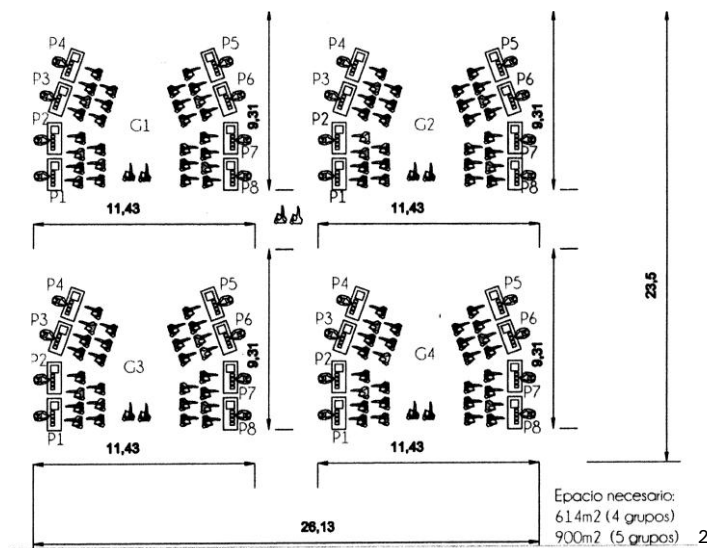 P4 P5 P4 P5
P3 P6 P3 P6
P2 G1 9,31 P2 G2 9,31
P7 P7
P1 P8 P1 P8
11,43 11,43
23,5
P4 P5 P4 P5
P3 P6 P3 P6
P2 G3 9,31 P2 G4 9,31
P7 P7
P1 P8 P1 P8
11,43 11,43
26,13
Epacio necesario:
614m2 (4 grupos)
900m2 (5 grupos) 2